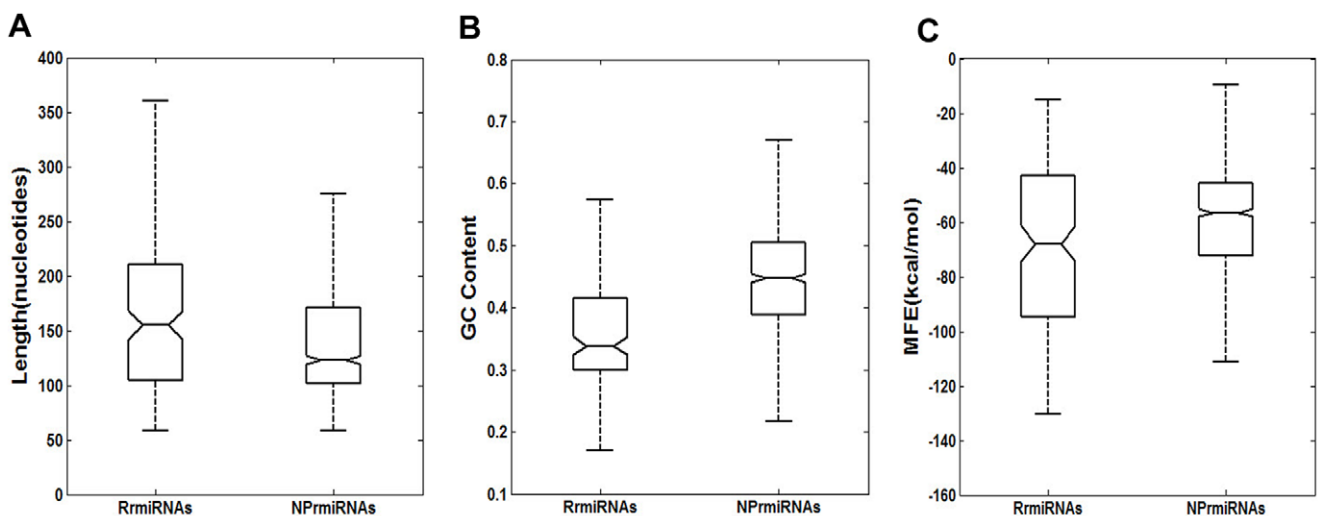 A
Length(nucleotides)
400
350
300
250
200
150
100
50
0
RrmiRNAs
NPrmiRNAs
B
GC Content
0.8
0.7
0.6
0.5
0.4
0.3
0.2
0.1
RrmiRNAs
NPrmiRNAs
C
MFE(kcal/mol)
-0
-20
-40
-60
-80
-100
-120
-140
-160
RrmiRNAs
NPrmiRNAs